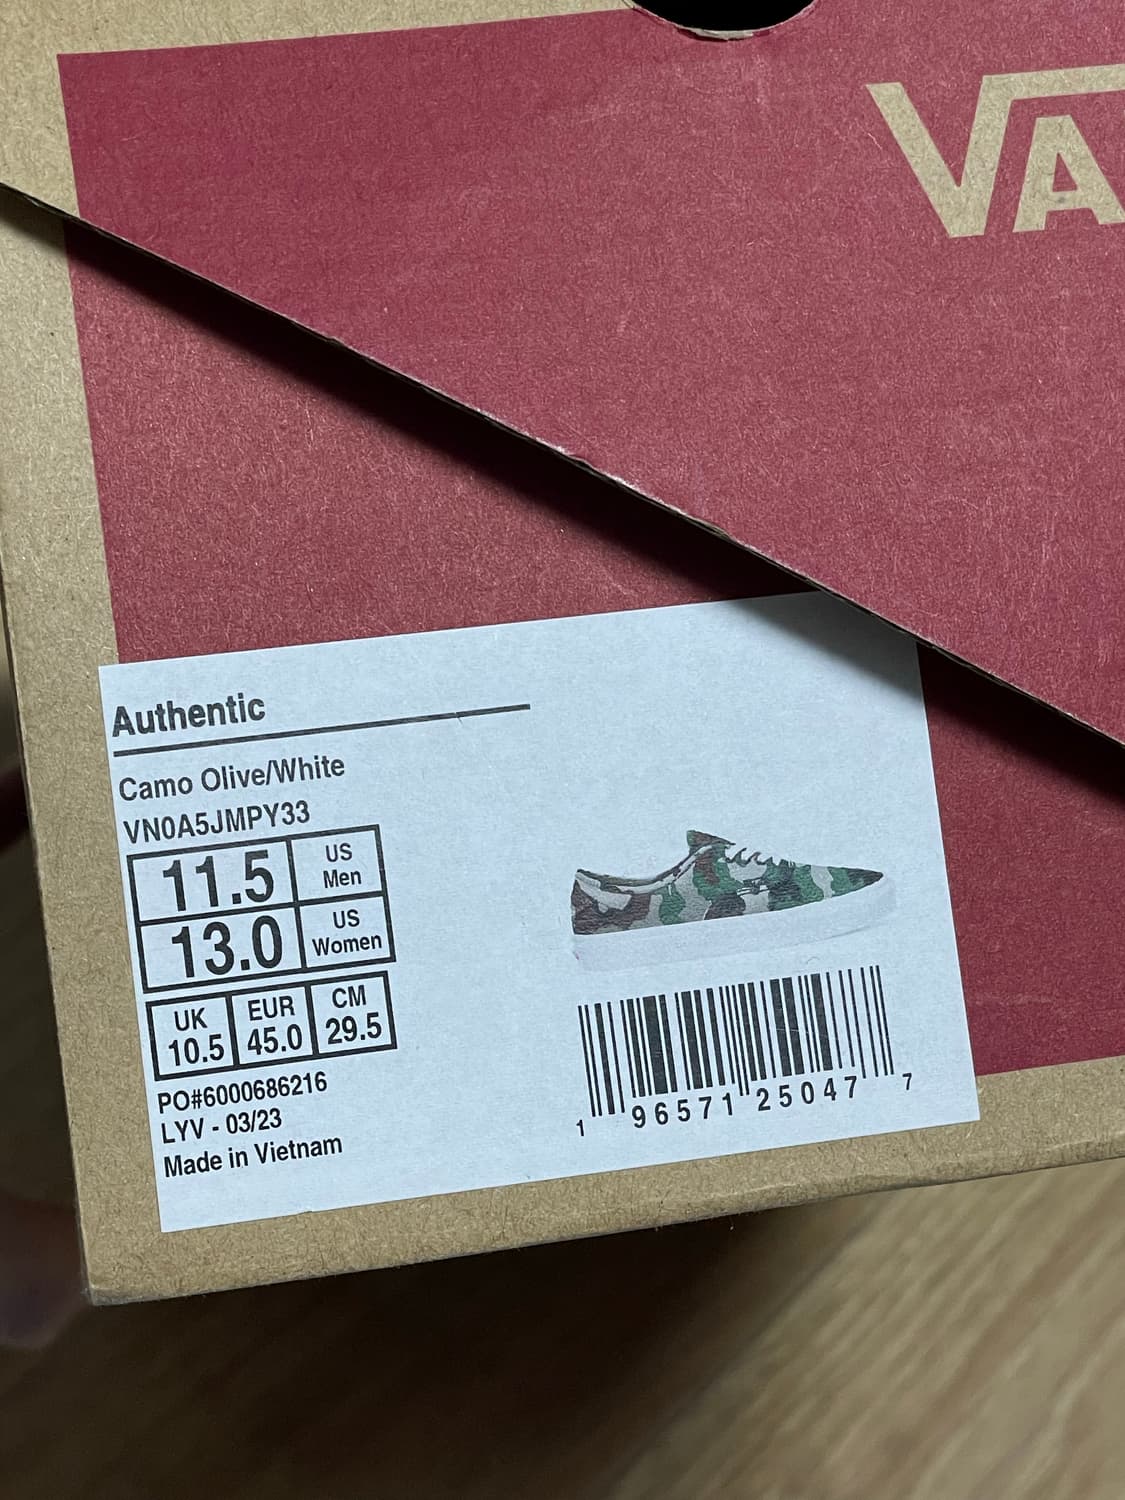 VA
Authentic
Camo Olive/White
VN0A5JMPY33
11.5 US Men
13.0 US Women
UK 10.5 EUR 45.0 CM 29.5
PO#6000686216
LYV - 03/23
Made in Vietnam
1 96571 25047 7